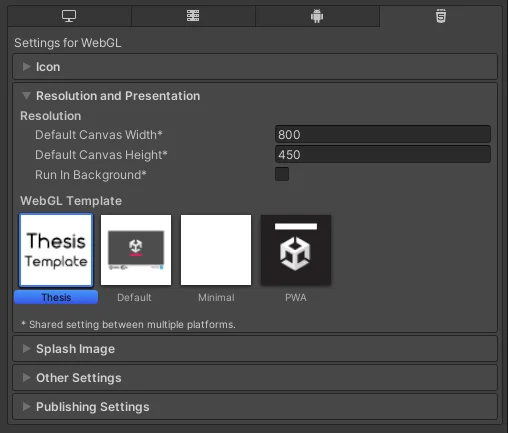 Settings for WebGL
Icon
Resolution and Presentation
Resolution
Default Canvas Width* 800
Default Canvas Height* 450
Run In Background*
WebGL Template
Thesis
Template
Thesis Default Minimal PWA
* Shared setting between multiple platforms.
Splash Image
Other Settings
Publishing Settings